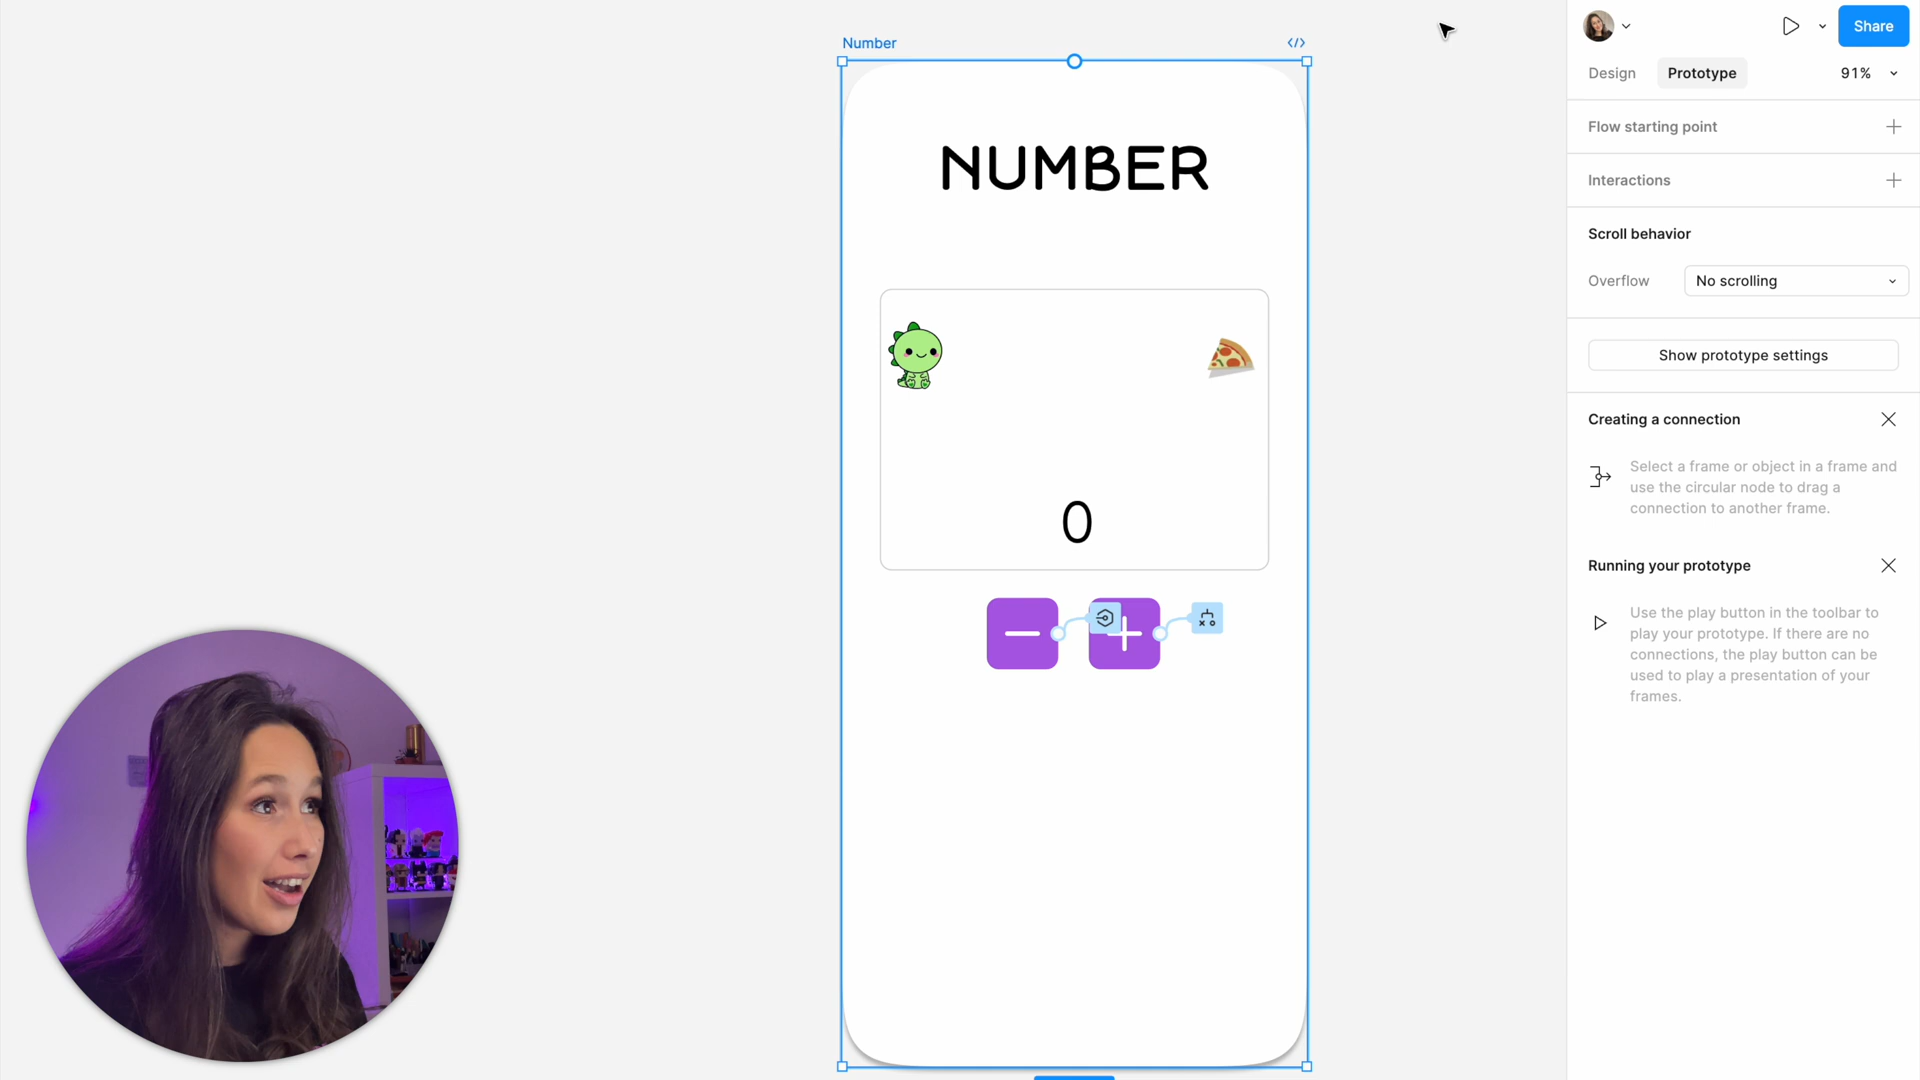 Number
Share
Design
Prototype
91%
NUMBER
0
Flow starting point
Interactions
Scroll behavior
Overflow
No scrolling
Show prototype settings
Creating a connection
Select a frame or object in a frame and
use the circular node to drag a
connection to another frame.
Running your prototype
Use the play button in the toolbar to
play your prototype. If there are no
connections, the play button can be
used to play a presentation of your
frames.